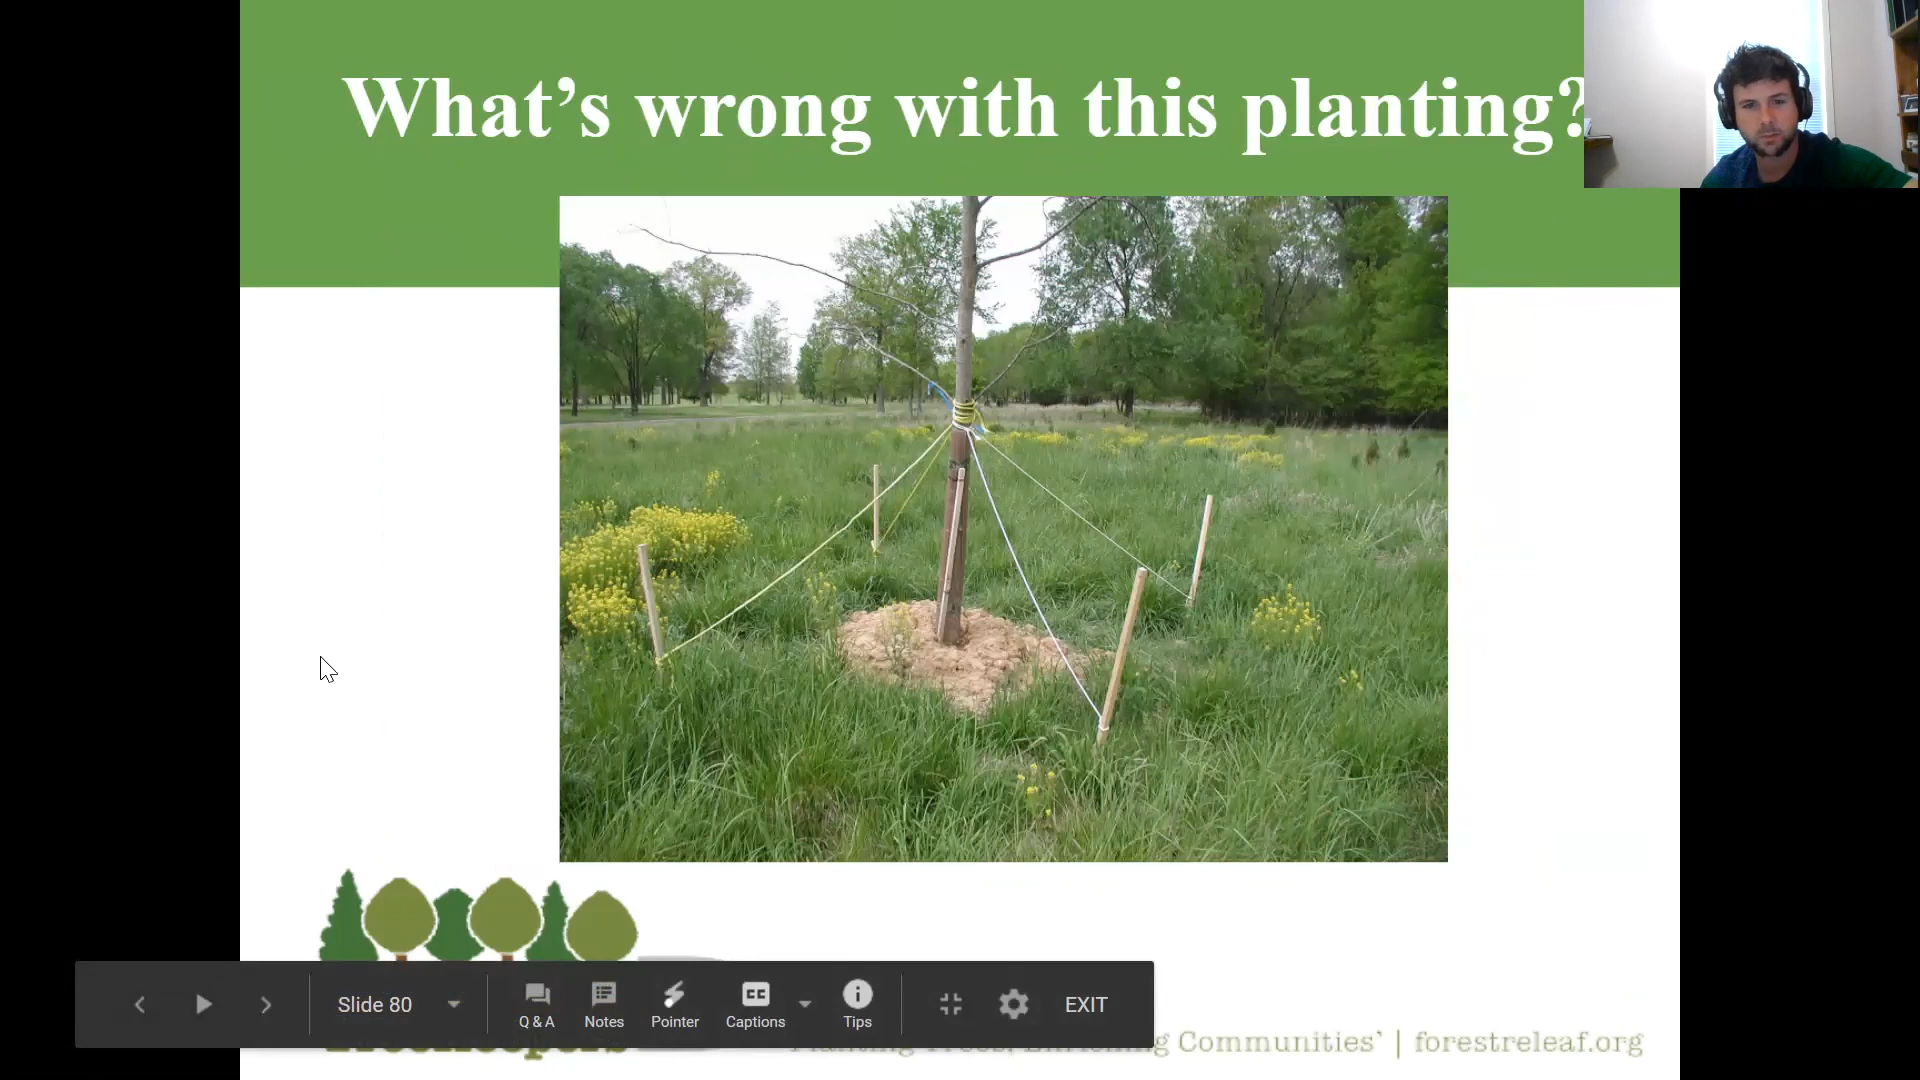 What’s wrong with this planting?
Slide 80
Q & A
Notes
Pointer
Captions
Tips
EXIT
Communities’ | forestreleaf.org